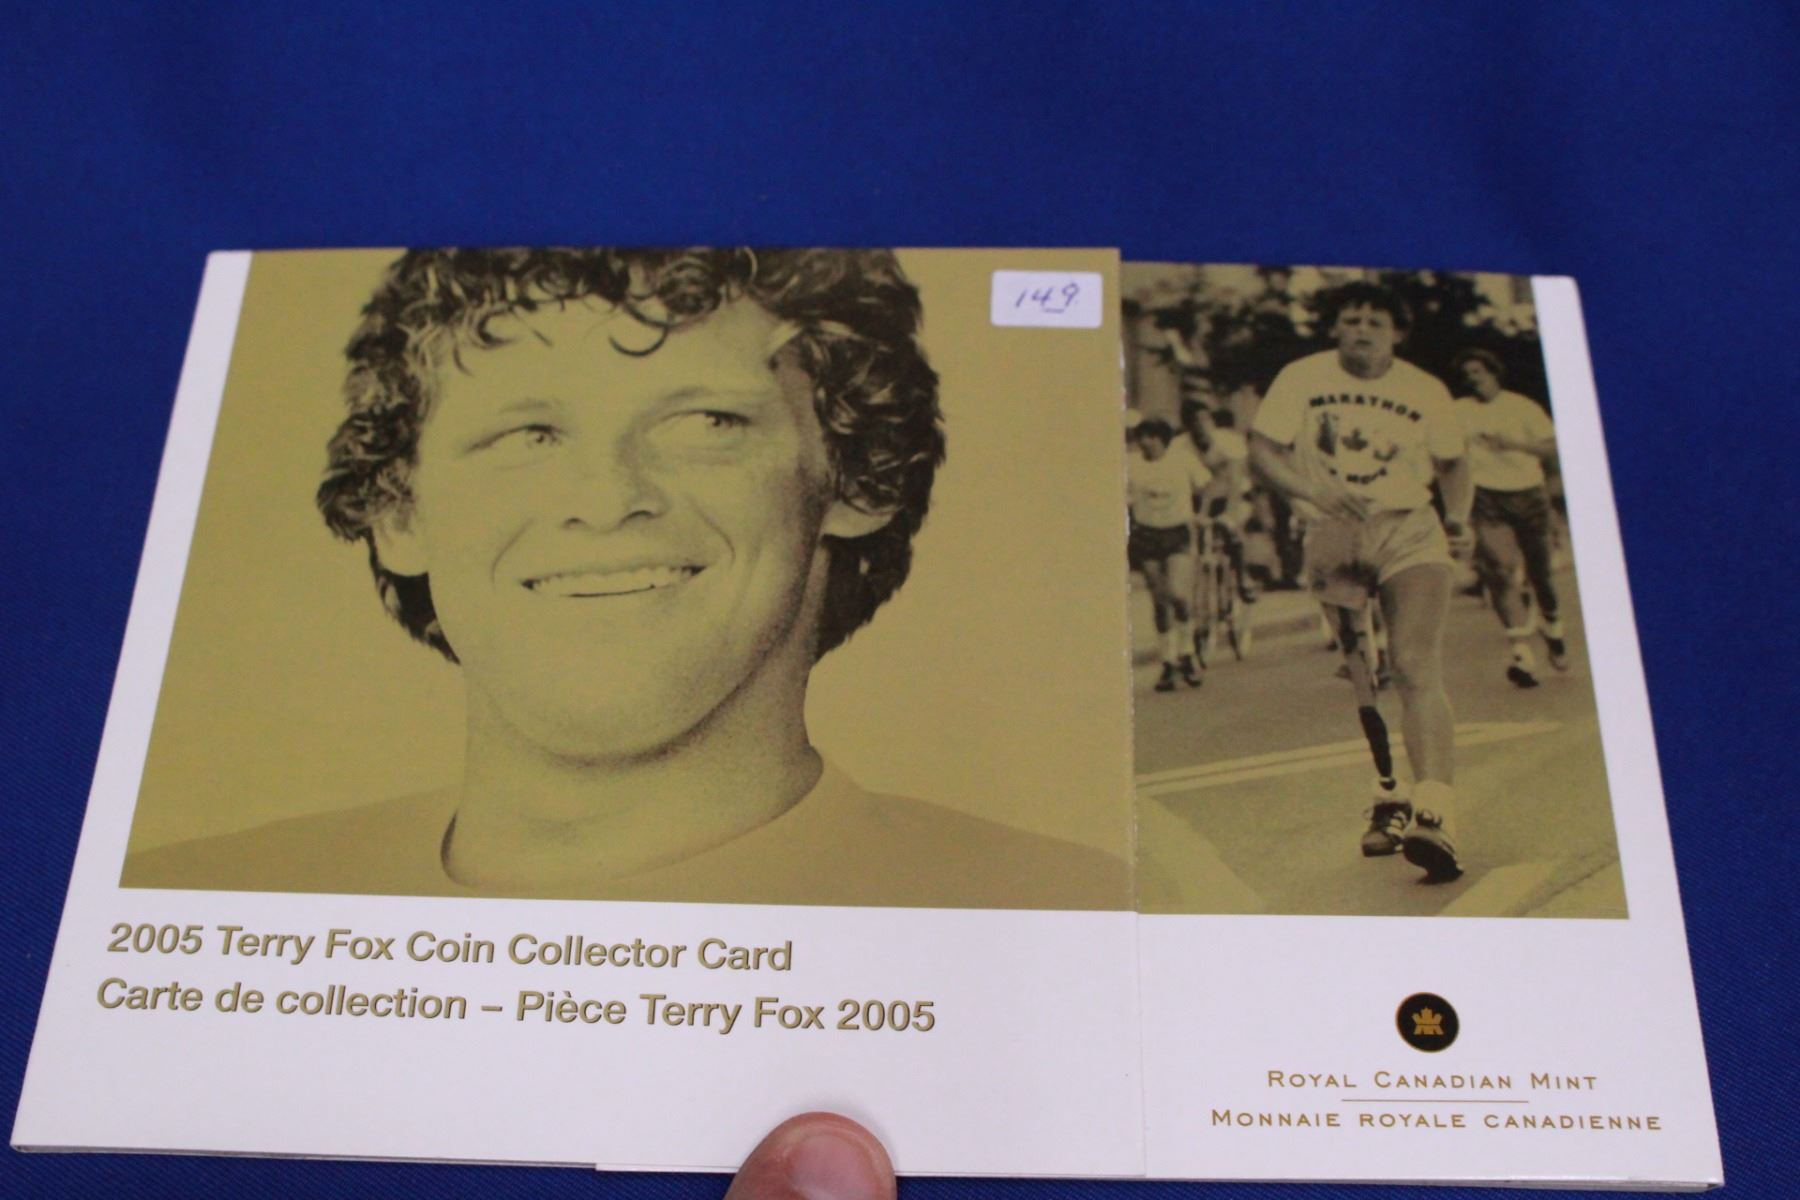 149
MARATHON
2005 Terry Fox Coin Collector Card
Carte de collection – Pièce Terry Fox 2005
ROYAL CANADIAN MINT
MONNAIE ROYALE CANADIENNE